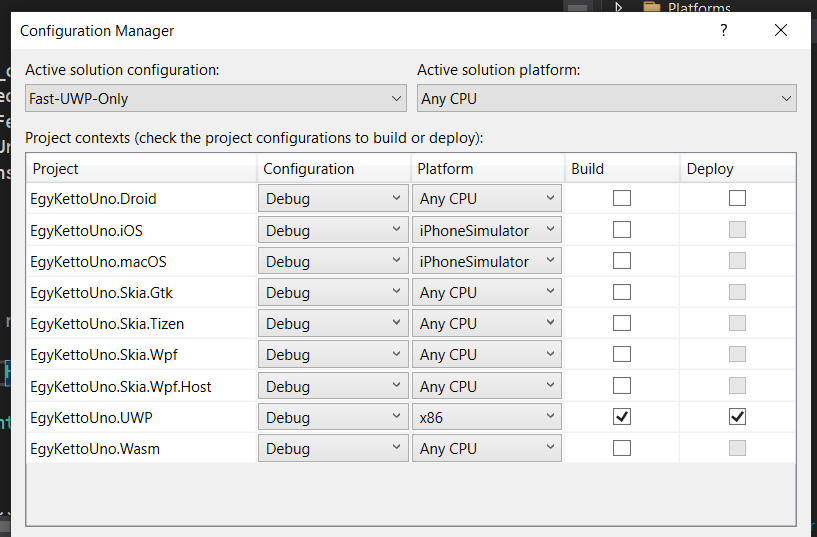 Platforms
Configuration Manager ?
Active solution configuration: Active solution platform:
Fast-UWP-Only Any CPU
Project contexts (check the project configurations to build or deploy):
Project Configuration Platform Build Deploy
EgyKettoUno.Droid Debug Any CPU
EgyKettoUno.iOS Debug iPhoneSimulator
EgyKettoUno.macOS Debug iPhoneSimulator
EgyKettoUno.Skia.Gtk Debug Any CPU
EgyKettoUno.Skia.Tizen Debug Any CPU
EgyKettoUno.Skia.Wpf Debug Any CPU
EgyKettoUno.Skia.Wpf.Host Debug Any CPU
EgyKettoUno.UWP Debug x86
EgyKettoUno.Wasm Debug Any CPU